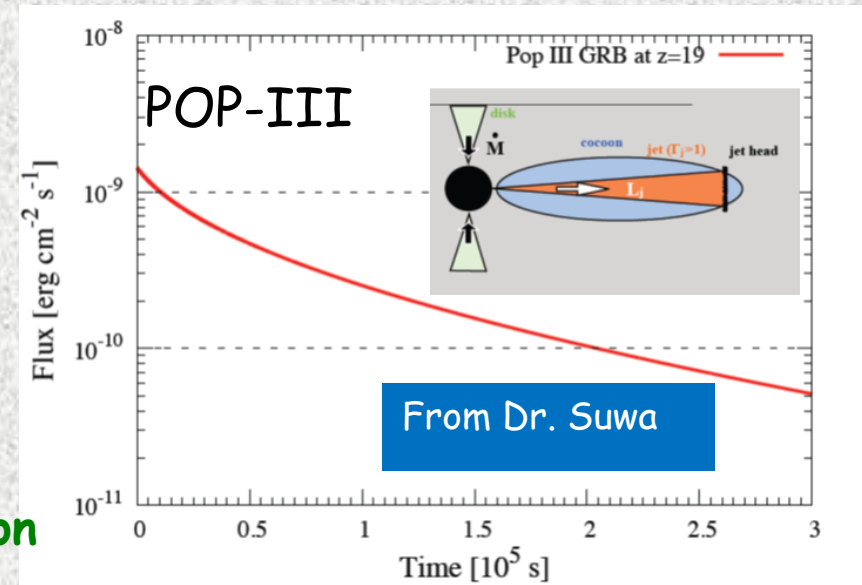 10^-8
Pop III GRB at z=19
POP-III
disk
Ṁ
cocoon
jet (Γj≫1)
jet head
Lj
10^-9
Flux [erg cm^-2 s^-1]
10^-10
From Dr. Suwa
10^-11
on
0 0.5 1 1.5 2 2.5 3
Time [10^5 s]